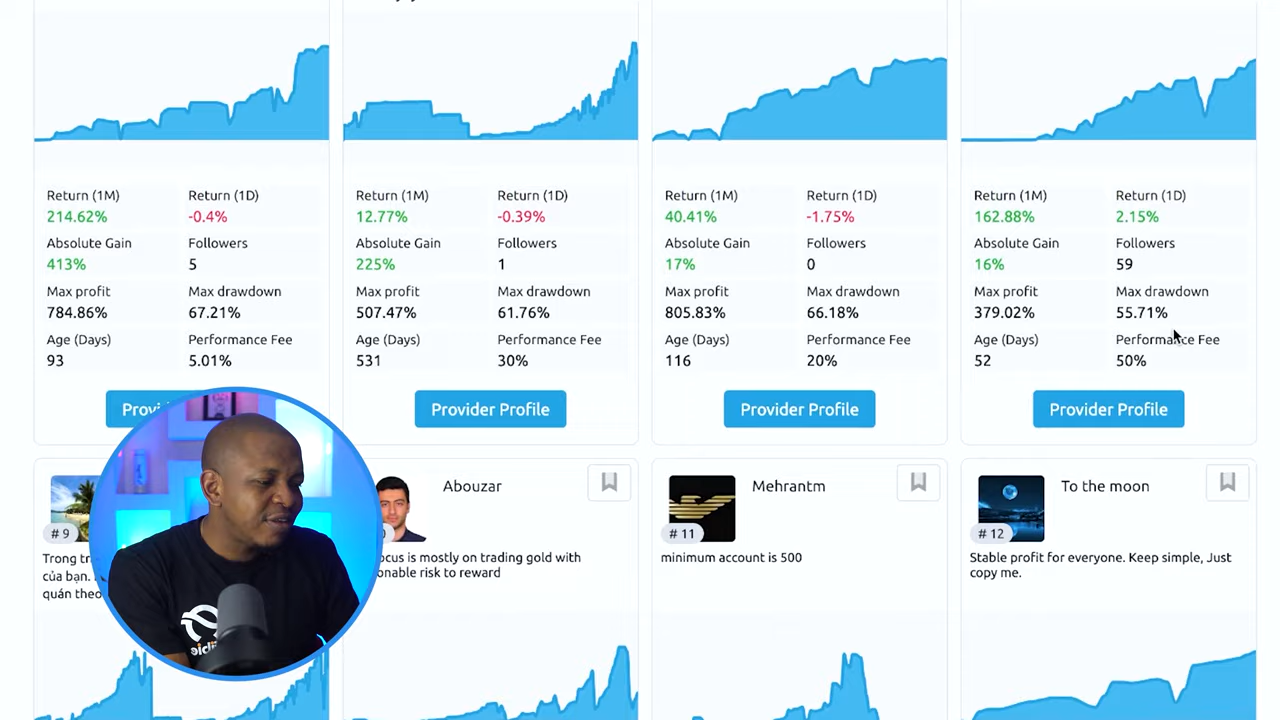 Return (1M) Return (1D)
214.62% -0.4%
Absolute Gain Followers
413% 5
Max profit Max drawdown
784.86% 67.21%
Age (Days) Performance Fee
93 5.01%
Return (1M) Return (1D)
12.77% -0.39%
Absolute Gain Followers
225% 1
Max profit Max drawdown
507.47% 61.76%
Age (Days) Performance Fee
531 30%
Provider Profile
Return (1M) Return (1D)
40.41% -1.75%
Absolute Gain Followers
17% 0
Max profit Max drawdown
805.83% 66.18%
Age (Days) Performance Fee
116 20%
Provider Profile
Return (1M) Return (1D)
162.88% 2.15%
Absolute Gain Followers
16% 59
Max profit Max drawdown
379.02% 55.71%
Age (Days) Performance Fee
52 50%
Provider Profile
# 9
Trong
của bạn.
quán theo
Abouzar
is mostly on trading gold with
risk to reward
Mehrantm
# 11
minimum account is 500
To the moon
# 12
Stable profit for everyone. Keep simple, Just
copy me.